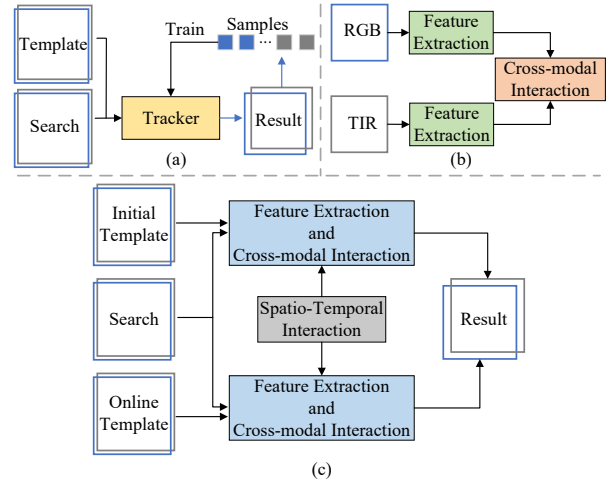 Template
Search
Train
Samples
Tracker
Result
(a)
RGB
Feature
Extraction
Cross-modal
Interaction
TIR
Feature
Extraction
(b)
Initial
Template
Search
Online
Template
Feature Extraction
and
Cross-modal Interaction
Spatio-Temporal
Interaction
Feature Extraction
and
Cross-modal Interaction
Result
(c)